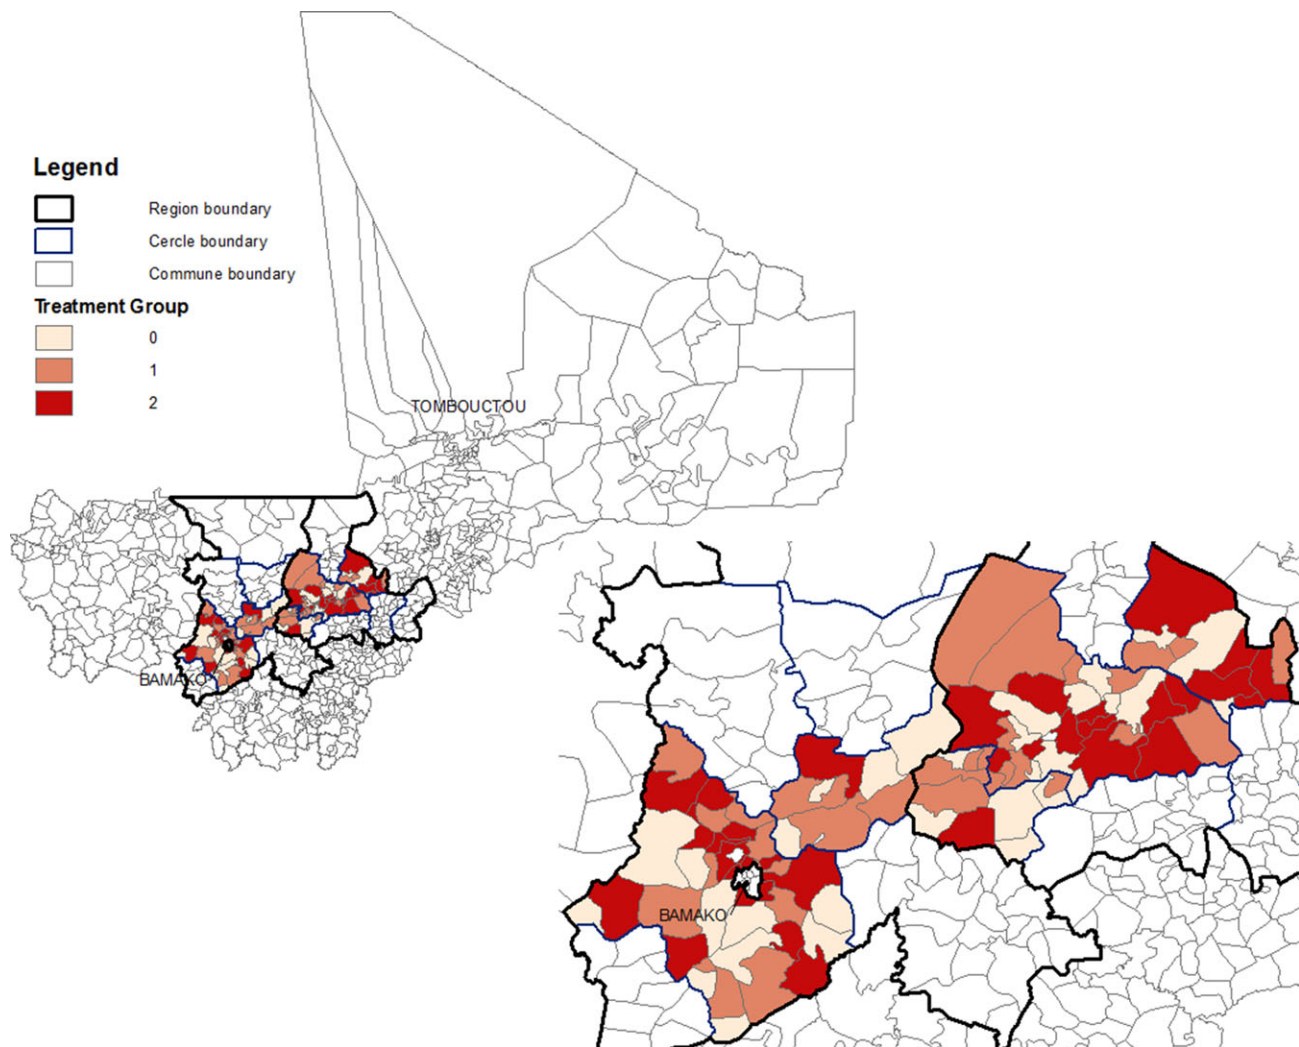 Legend
Region boundary
Cercle boundary
Commune boundary
Treatment Group
0
1
2
TOMBOUCTOU
BAMAKO
BAMAKO